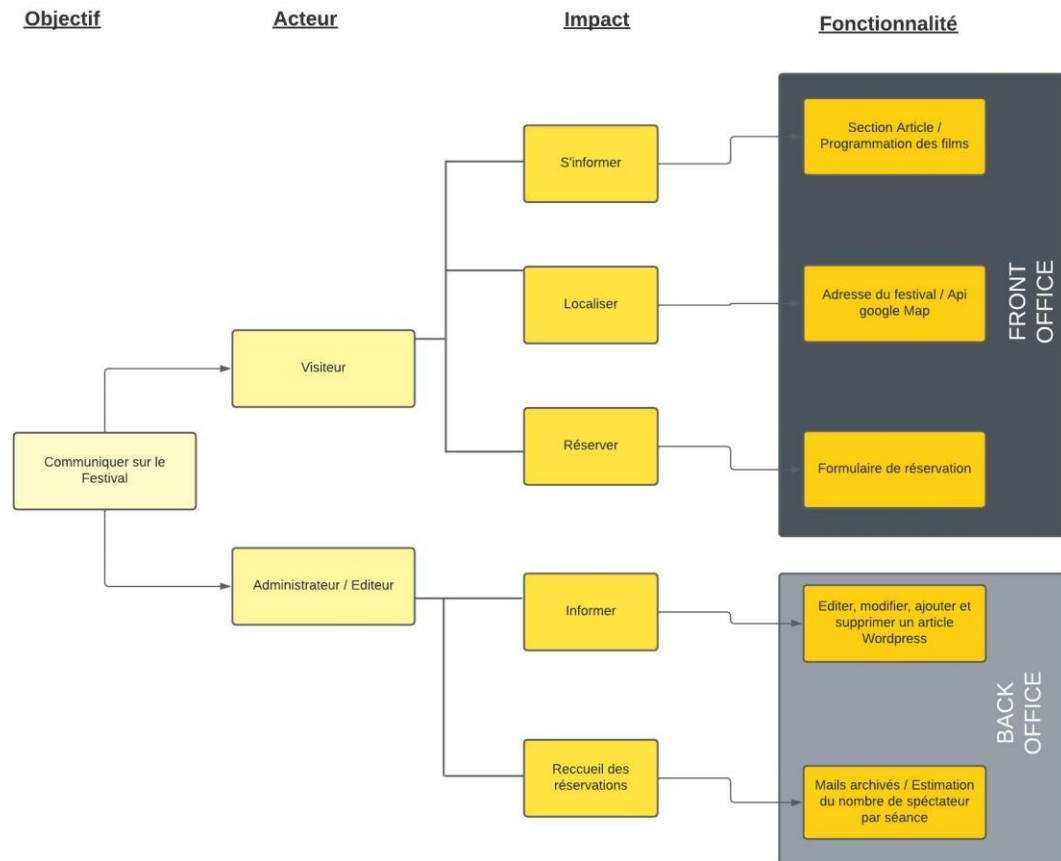 Objectif
Acteur
Impact
Fonctionnalité
S'informer
Section Article /
Programmation des films
Localiser
Adresse du festival / Api
google Map
FRONT
OFFICE
Visiteur
Réserver
Formulaire de réservation
Communiquer sur le
Festival
Administrateur / Editeur
Informer
Editer, modifier, ajouter et
supprimer un article
Wordpress
BACK
OFFICE
Reccueil des
réservations
Mails archivés / Estimation
du nombre de spéctateur
par séance